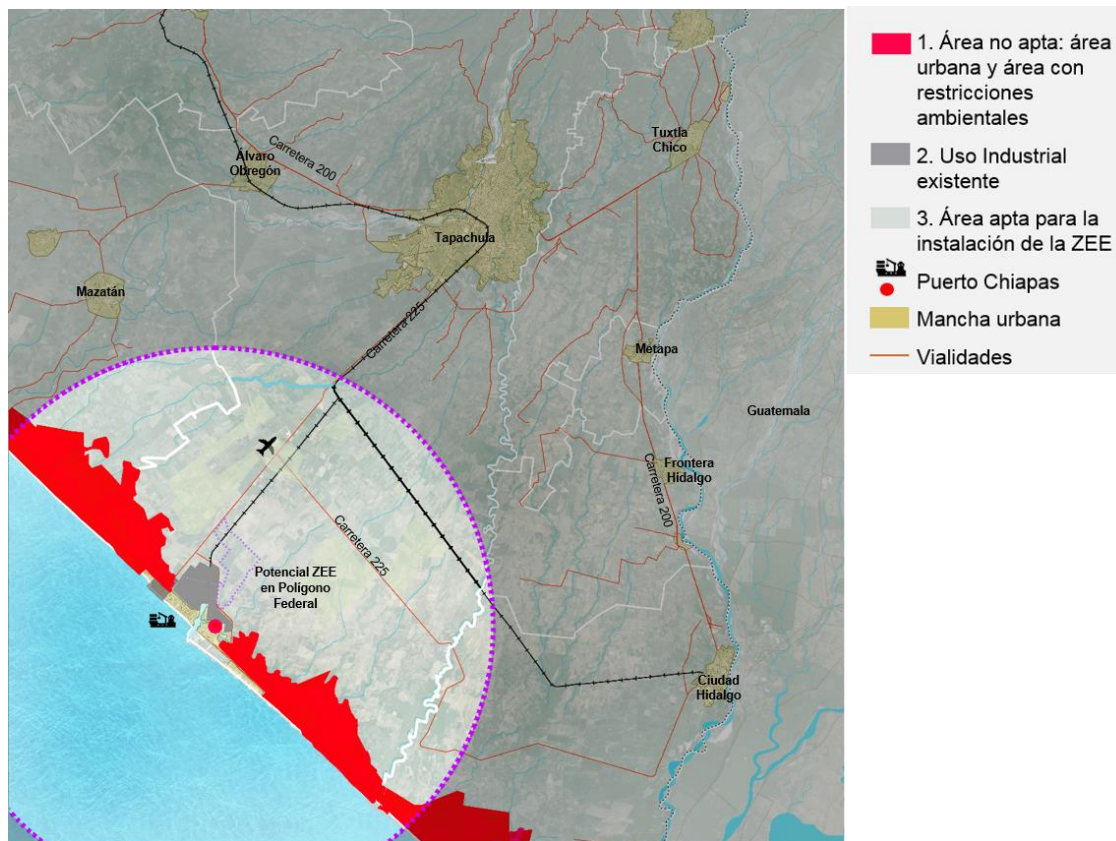 Carretera 200
Tuxtla
Chico
Álvaro
Obregón
Tapachula
Mazatán
Carretera 225
Metapa
Guatemala
Frontera
Hidalgo
Carretera 200
Carretera 225
Potencial ZEE
en Polígono
Federal
Ciudad
Hidalgo
1. Área no apta: área
urbana y área con
restricciones
ambientales
2. Uso Industrial
existente
3. Área apta para la
instalación de la ZEE
Puerto Chiapas
Mancha urbana
Vialidades